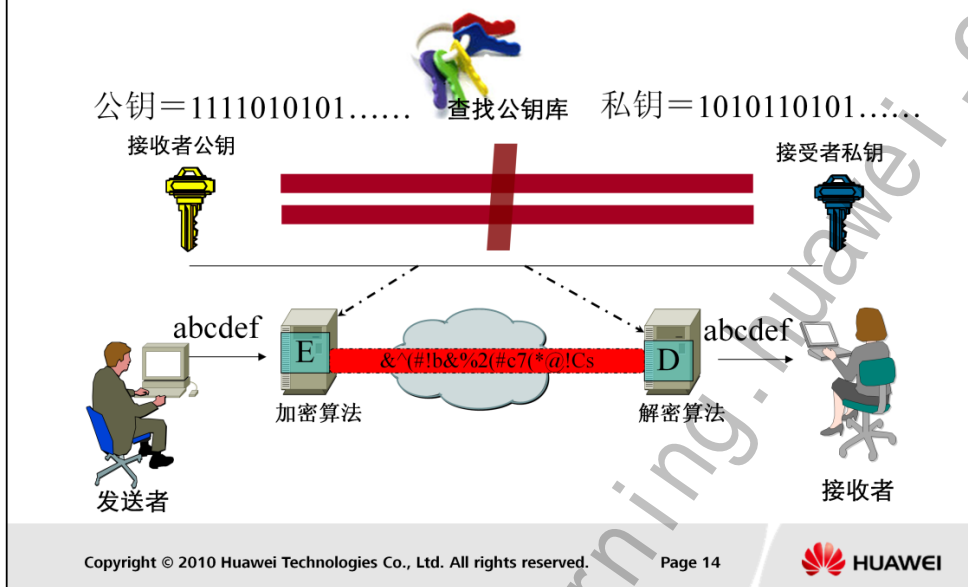 公钥＝1111010101……
查找公钥库
私钥＝1010110101……
接收者公钥
接受者私钥
abcdef
E
&^(#!b&%2(#c7(*@!Cs
D
abcdef
加密算法
解密算法
发送者
接收者
Copyright © 2010 Huawei Technologies Co., Ltd. All rights reserved.
Page 14
HUAWEI
rning.huawei.